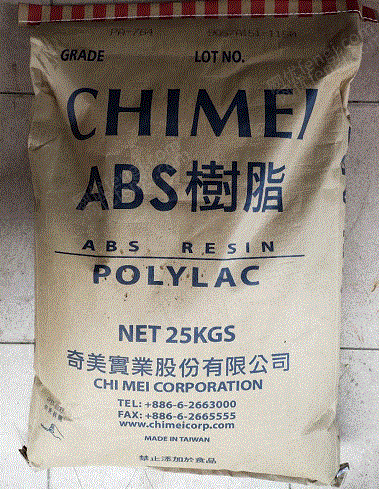 PA-764
GRADE LOT NO.
CHIMEI
ABS樹脂
ABS RESIN
POLYLAC
NET 25KGS
奇美實業股份有限公司
CHI MEI CORPORATION
TEL: +886-6-2663000
FAX: +886-6-2665555
www.chimeicorp.com
MADE IN TAIWAN
禁止添加於食品